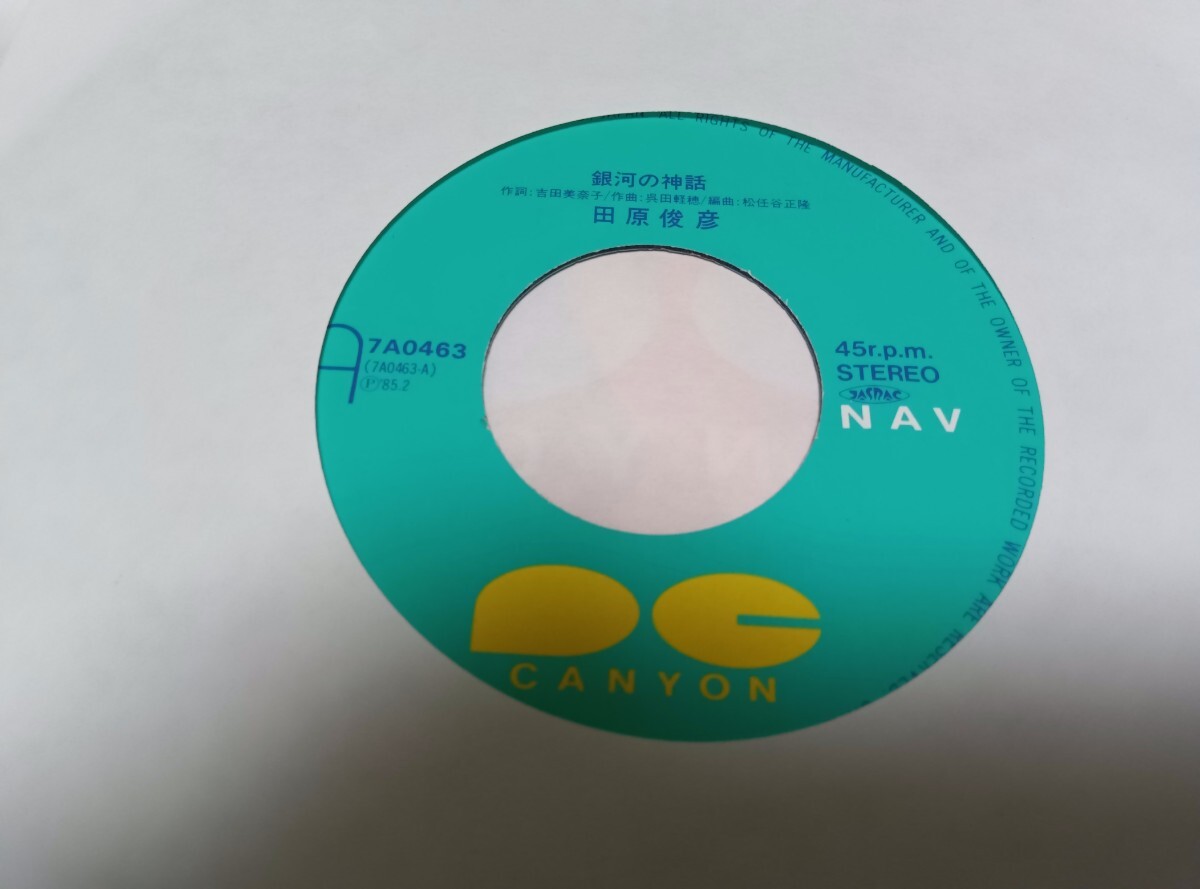 ALL RIGHTS OF THE MANUFACTURER AND OF THE OWNER OF THE RECORDED WORK ARE RESERVED
銀河の神話
作詞:吉田美奈子/作曲:呉田軽穂/編曲:松任谷正隆
田原俊彦
A
7A0463
(7A0463-A)
Ⓟ/85.2
45r.p.m.
STEREO
JASRAC
NAV
CANYON